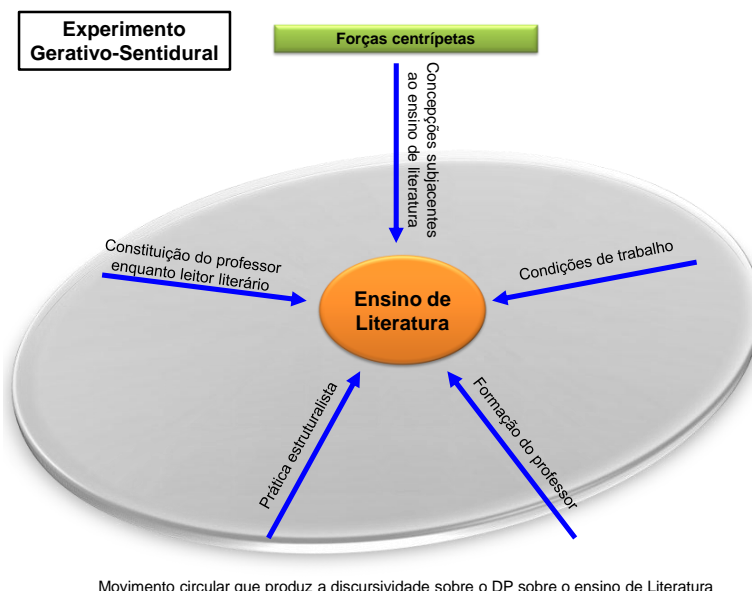 Experimento
Gerativo-Sentidural
Forças centrípetas
Concepções subjacentes
ao ensino de literatura
Constituição do professor
enquanto leitor literário
Condições de trabalho
Ensino de
Literatura
Prática estruturalista
Formação do professor
Movimento circular que produz a discursividade sobre o DP sobre o ensino de Literatura